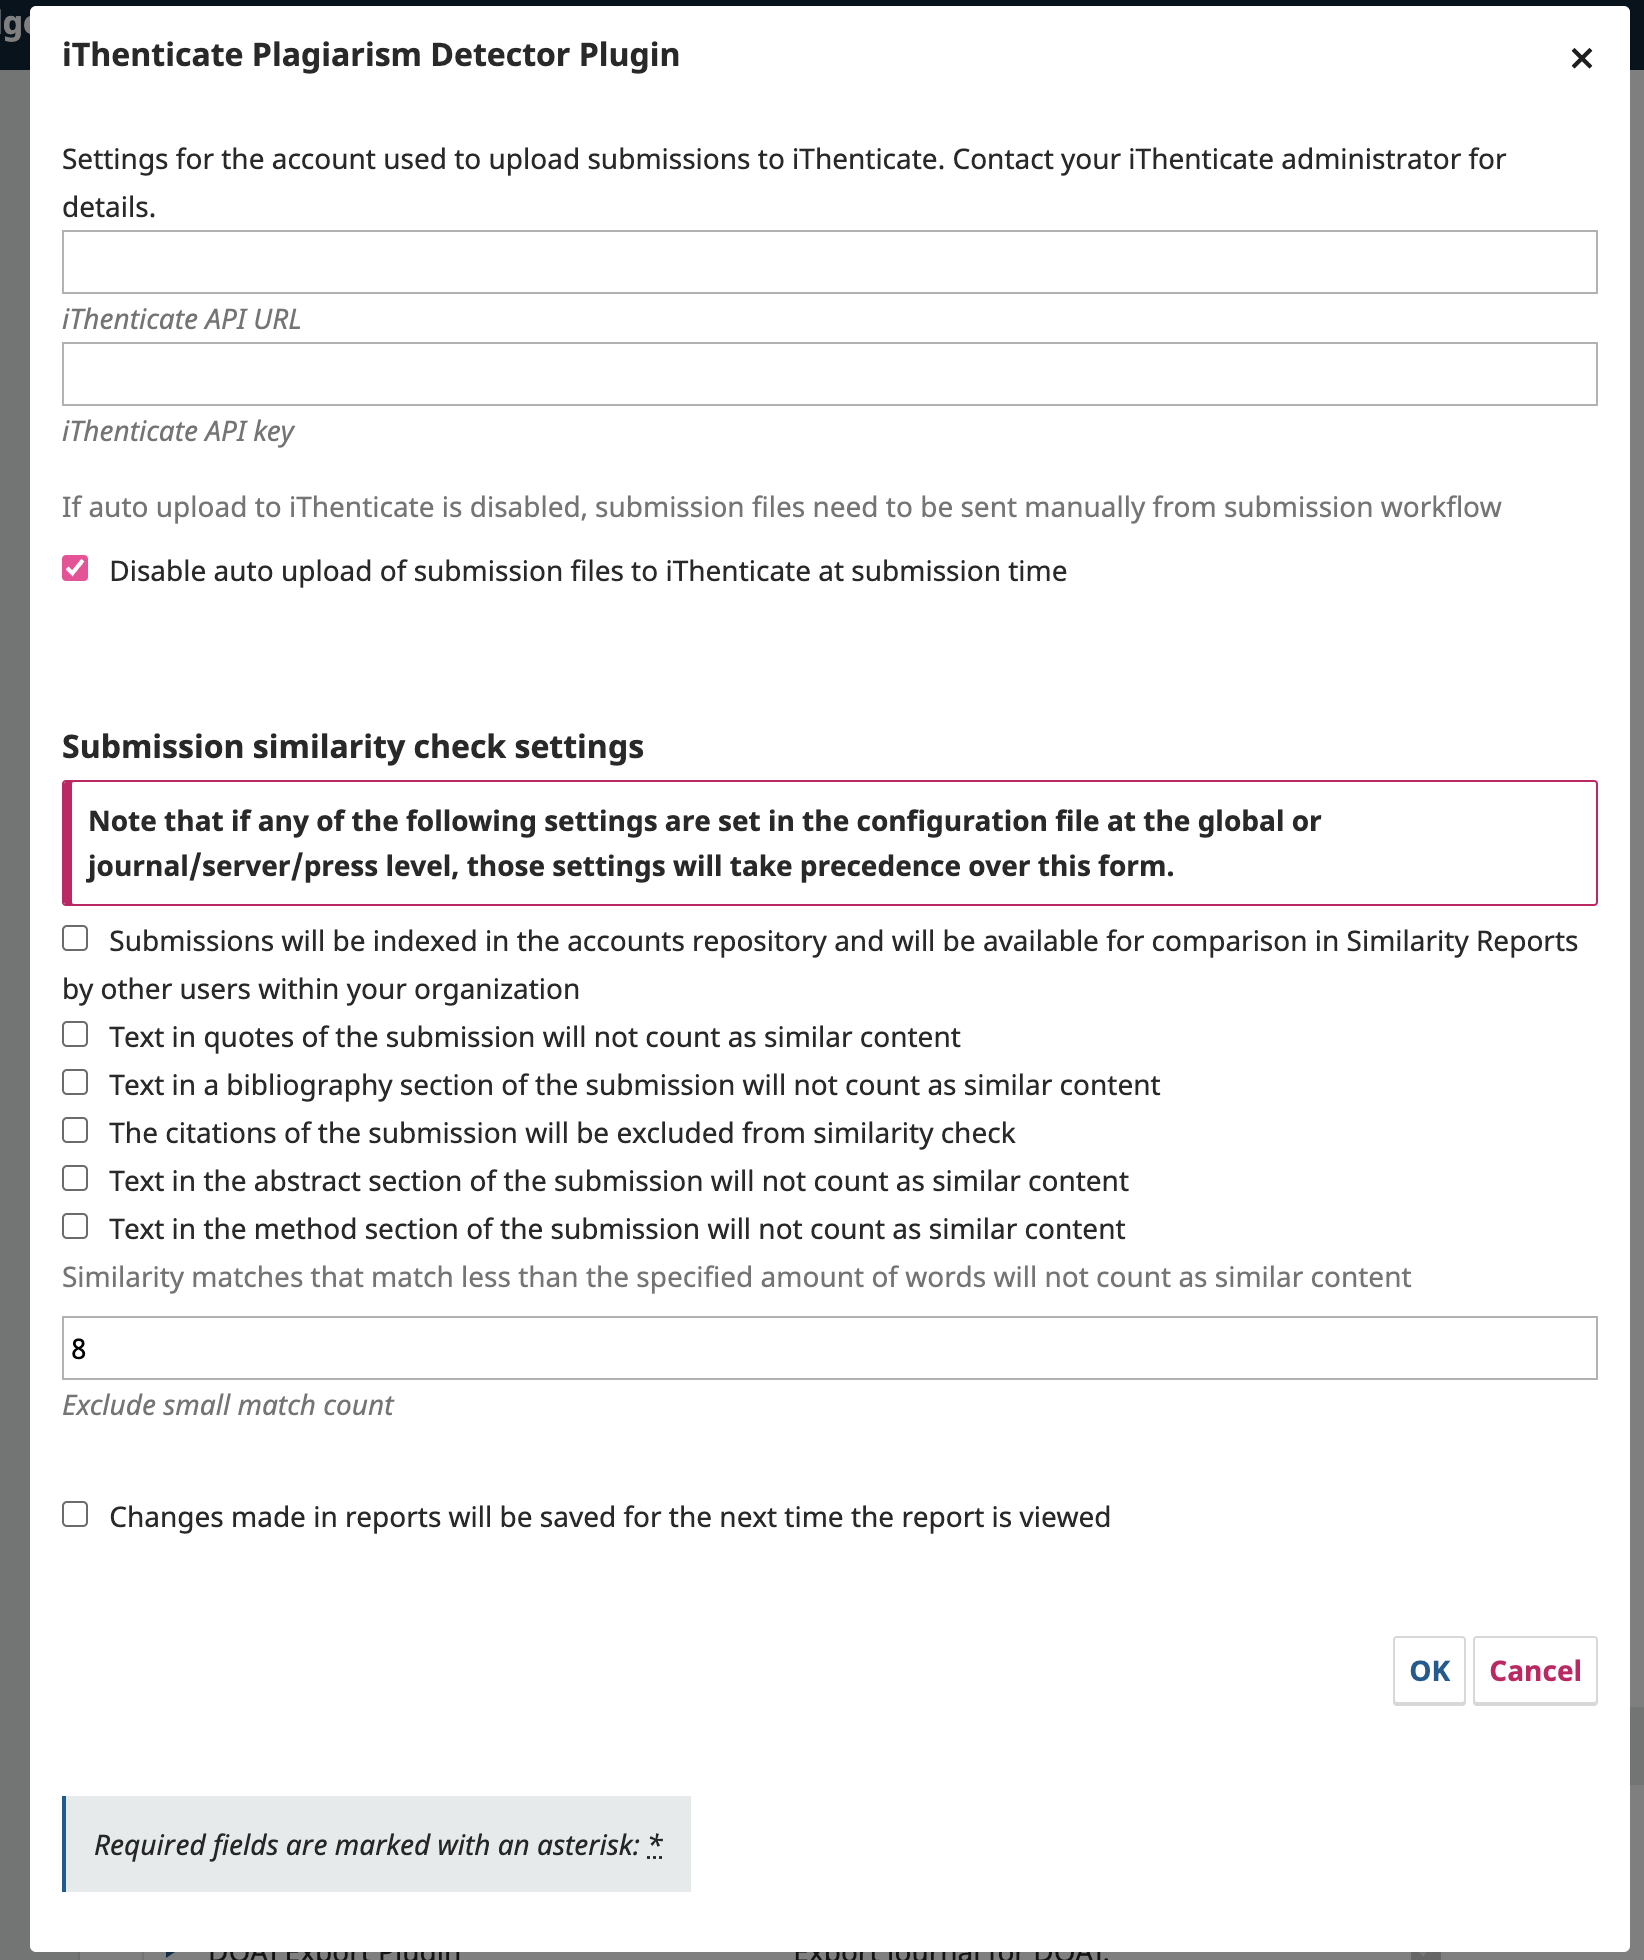 iThenticate Plagiarism Detector Plugin
Settings for the account used to upload submissions to iThenticate. Contact your iThenticate administrator for
details.
iThenticate API URL
iThenticate API key
If auto upload to iThenticate is disabled, submission files need to be sent manually from submission workflow
Disable auto upload of submission files to iThenticate at submission time
Submission similarity check settings
Note that if any of the following settings are set in the configuration file at the global or
journal/server/press level, those settings will take precedence over this form.
Submissions will be indexed in the accounts repository and will be available for comparison in Similarity Reports
by other users within your organization
Text in quotes of the submission will not count as similar content
Text in a bibliography section of the submission will not count as similar content
The citations of the submission will be excluded from similarity check
Text in the abstract section of the submission will not count as similar content
Text in the method section of the submission will not count as similar content
Similarity matches that match less than the specified amount of words will not count as similar content
8
Exclude small match count
Changes made in reports will be saved for the next time the report is viewed
OK Cancel
Required fields are marked with an asterisk: *
DOAJ Export Plugin Export Journal for DOAJ.